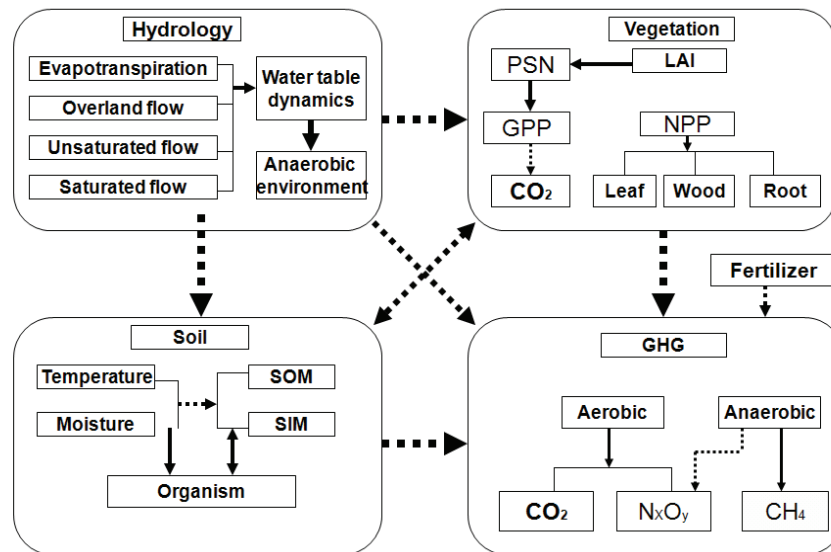 Hydrology
Evapotranspiration
Overland flow
Unsaturated flow
Saturated flow
Water table
dynamics
Anaerobic
environment
Vegetation
PSN
LAI
GPP
NPP
CO₂
Leaf
Wood
Root
Fertilizer
Soil
Temperature
SOM
Moisture
SIM
Organism
GHG
Aerobic
Anaerobic
CO₂
NₓOᵧ
CH₄